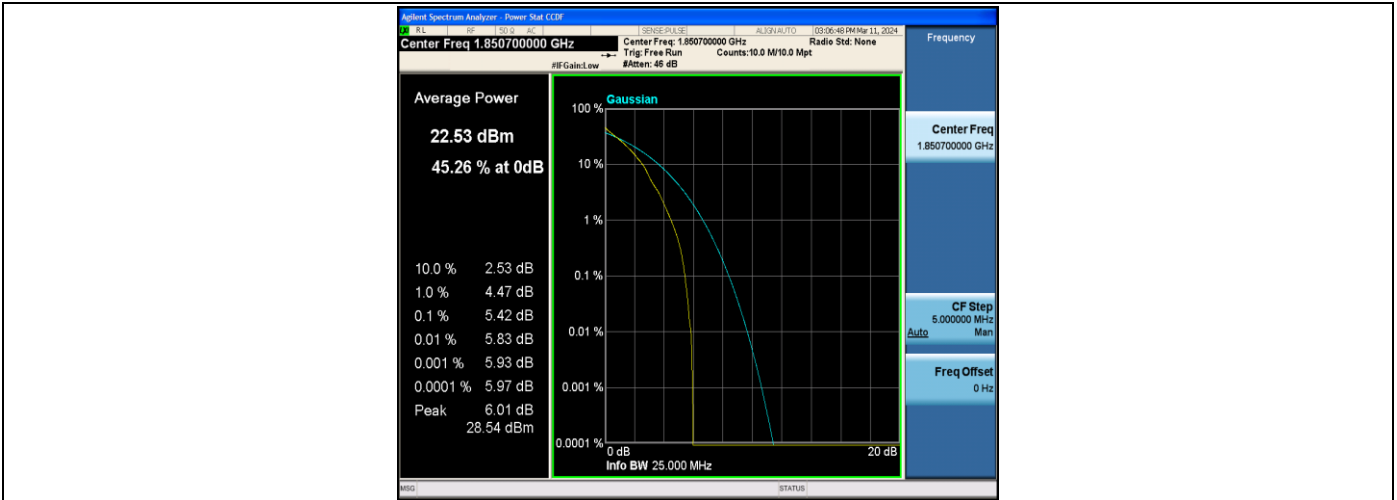 Agilent Spectrum Analyzer - Power Stat CCDF
RL RF 50 Ω AC SENSE:PULSE ALIGNAUTO 03:06:48 PM Mar 11, 2024
Center Freq 1.850700000 GHz
Center Freq: 1.850700000 GHz Radio Std: None
Trig: Free Run Counts:10.0 M/10.0 Mpt
#IFGain:Low #Atten: 46 dB
Average Power
22.53 dBm
45.26 % at 0dB
10.0 % 2.53 dB
1.0 % 4.47 dB
0.1 % 5.42 dB
0.01 % 5.83 dB
0.001 % 5.93 dB
0.0001 % 5.97 dB
Peak 6.01 dB
28.54 dBm
Gaussian
100 %
10 %
1 %
0.1 %
0.01 %
0.001 %
0.0001 %
0 dB 20 dB
Info BW 25.000 MHz
Frequency
Center Freq
1.850700000 GHz
CF Step
5.000000 MHz
Auto Man
Freq Offset
0 Hz
MSG STATUS